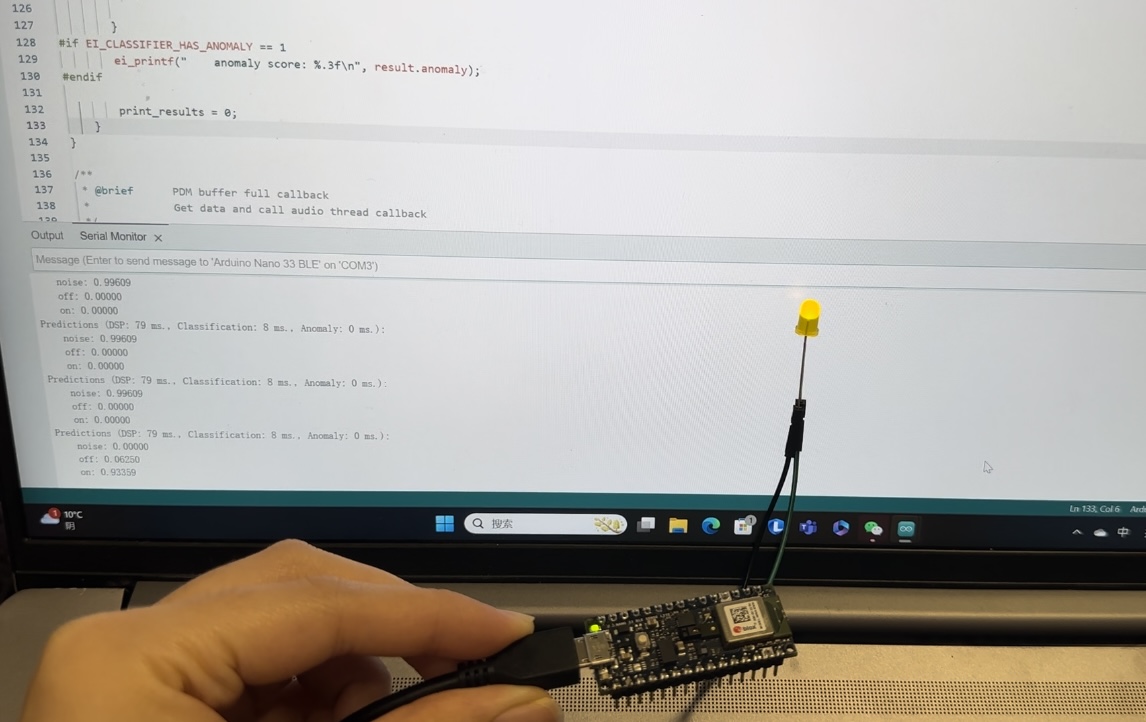 126
127 }
128 #if EI_CLASSIFIER_HAS_ANOMALY == 1
129 ei_printf("    anomaly score: %.3f\n", result.anomaly);
130 #endif
131
132 print_results = 0;
133 }
134 }
135
136 /**
137 * @brief PDM buffer full callback
138 * Get data and call audio thread callback
139 */
Output Serial Monitor ×
Message (Enter to send message to 'Arduino Nano 33 BLE' on 'COM3')
noise: 0.99609
off: 0.00000
on: 0.00000
Predictions (DSP: 79 ms., Classification: 8 ms., Anomaly: 0 ms.):
noise: 0.99609
off: 0.00000
on: 0.00000
Predictions (DSP: 79 ms., Classification: 8 ms., Anomaly: 0 ms.):
noise: 0.99609
off: 0.00000
on: 0.00000
Predictions (DSP: 79 ms., Classification: 8 ms., Anomaly: 0 ms.):
noise: 0.00000
off: 0.06250
on: 0.93359
Ln 133, Col 6
1
10°C
阴
搜索
1
中